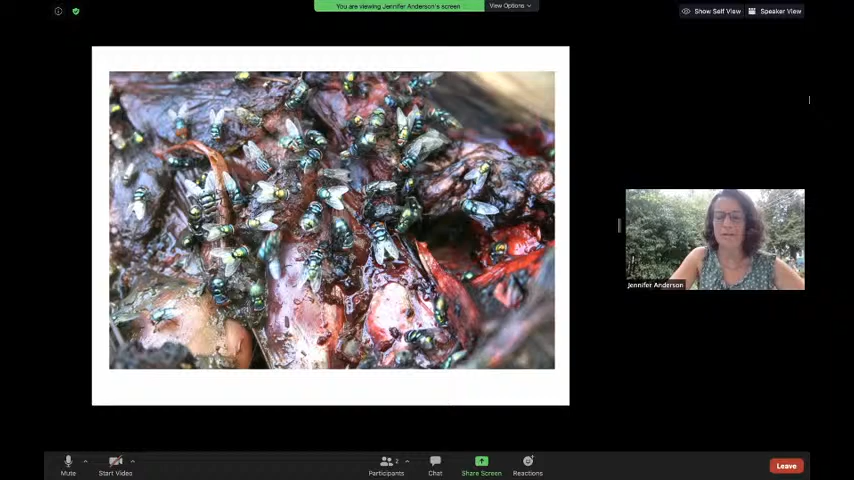 You are viewing Jennifer Anderson's screen
View Options
Show Self View
Speaker View
Jennifer Anderson
Mute
Start Video
Participants
2
Chat
Share Screen
Reactions
Leave